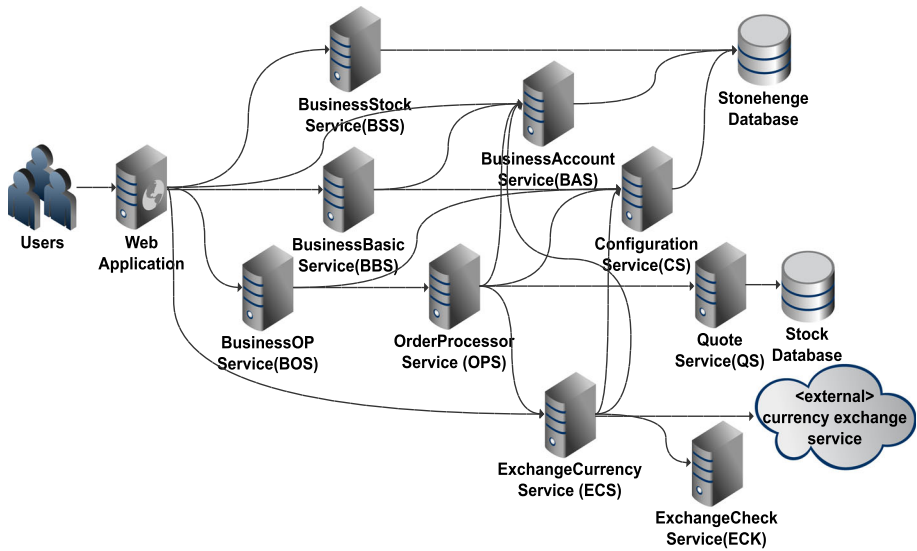 BusinessStock
Service(BSS)
Stonehenge
Database
BusinessAccount
Service(BAS)
Users
Web
Application
BusinessBasic
Service(BBS)
Configuration
Service(CS)
BusinessOP
Service(BOS)
OrderProcessor
Service (OPS)
Quote
Service(QS)
Stock
Database
<external>
currency exchange
service
ExchangeCurrency
Service (ECS)
ExchangeCheck
Service(ECK)